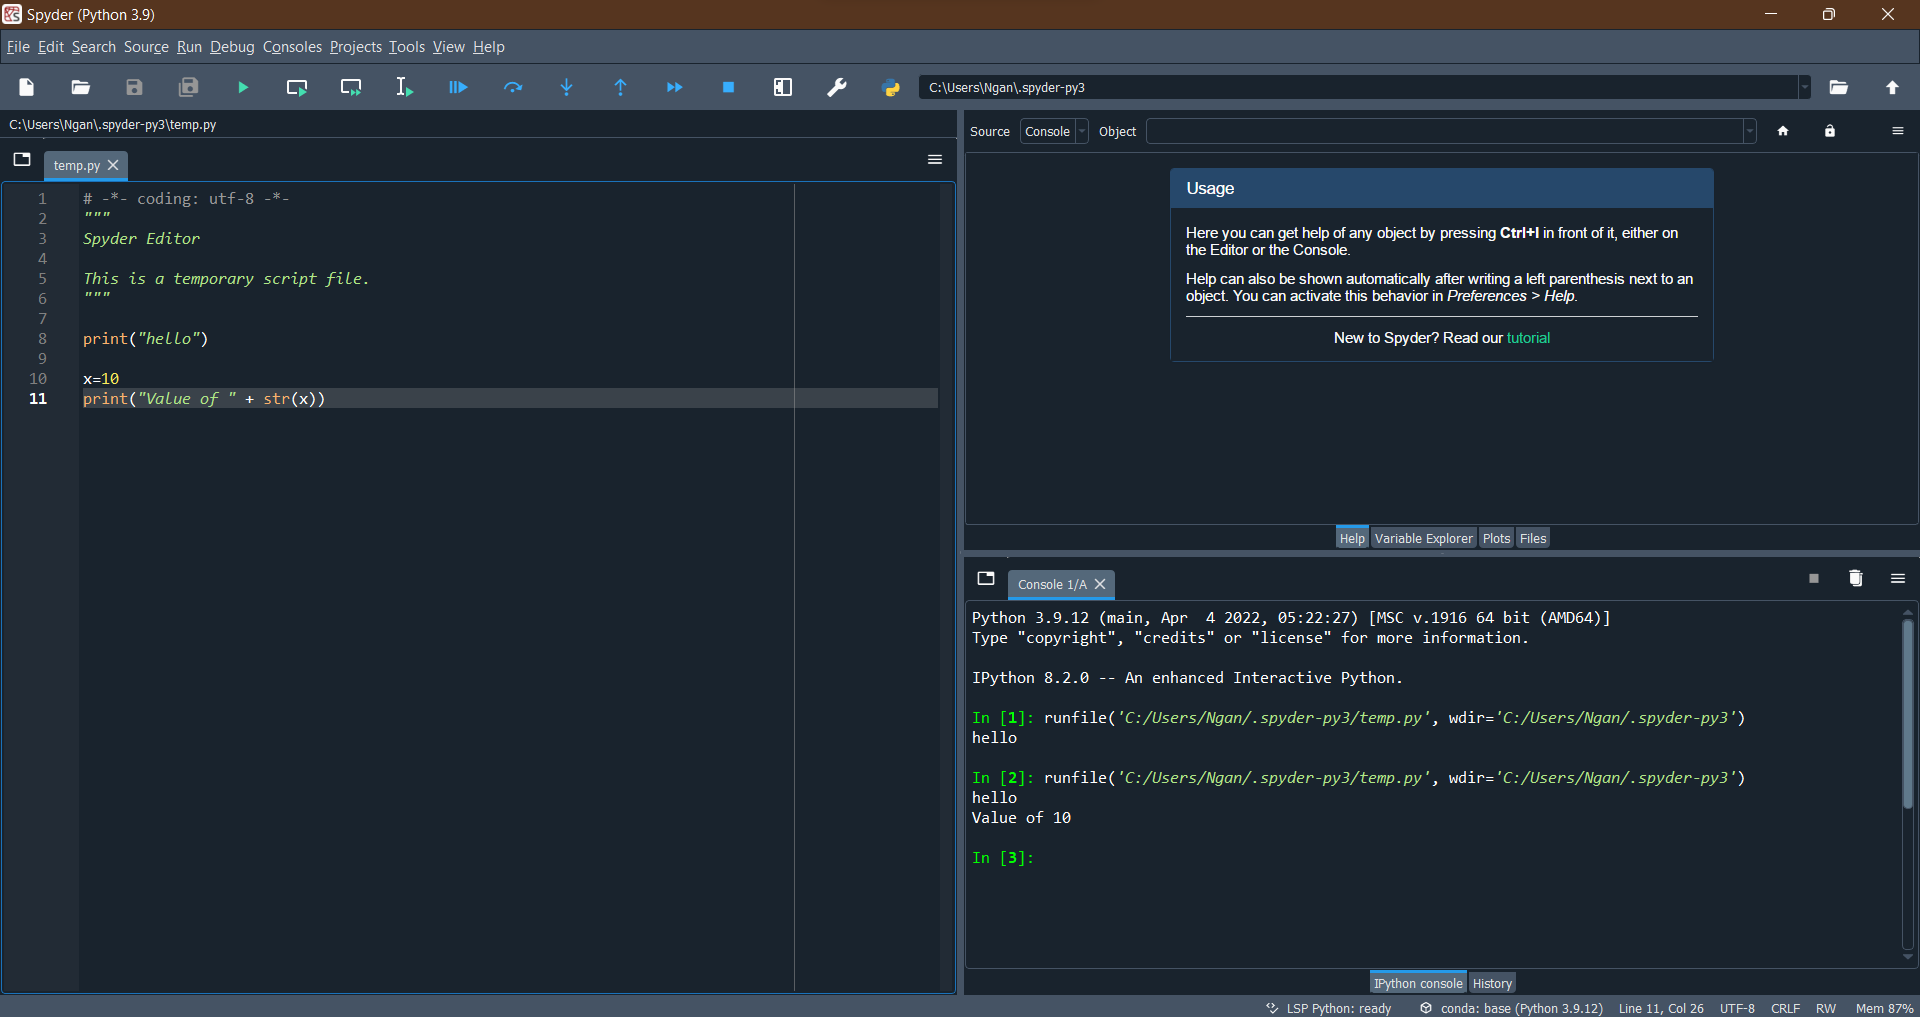 Spyder (Python 3.9)
File Edit Search Source Run Debug Consoles Projects Tools View Help
C:\Users\Ngan\.spyder-py3
C:\Users\Ngan\.spyder-py3\temp.py
temp.py
1 # -*- coding: utf-8 -*-
2 """
3 Spyder Editor
4
5 This is a temporary script file.
6 """
7
8 print("hello")
9
10 x=10
11 print("Value of " + str(x))
Source Console Object
Usage
Here you can get help of any object by pressing Ctrl+I in front of it, either on
the Editor or the Console.
Help can also be shown automatically after writing a left parenthesis next to an
object. You can activate this behavior in Preferences > Help.
New to Spyder? Read our tutorial
Help Variable Explorer Plots Files
Console 1/A
Python 3.9.12 (main, Apr  4 2022, 05:22:27) [MSC v.1916 64 bit (AMD64)]
Type "copyright", "credits" or "license" for more information.
IPython 8.2.0 -- An enhanced Interactive Python.
In [1]: runfile('C:/Users/Ngan/.spyder-py3/temp.py', wdir='C:/Users/Ngan/.spyder-py3')
hello
In [2]: runfile('C:/Users/Ngan/.spyder-py3/temp.py', wdir='C:/Users/Ngan/.spyder-py3')
hello
Value of 10
In [3]:
IPython console History
LSP Python: ready conda: base (Python 3.9.12) Line 11, Col 26 UTF-8 CRLF RW Mem 87%